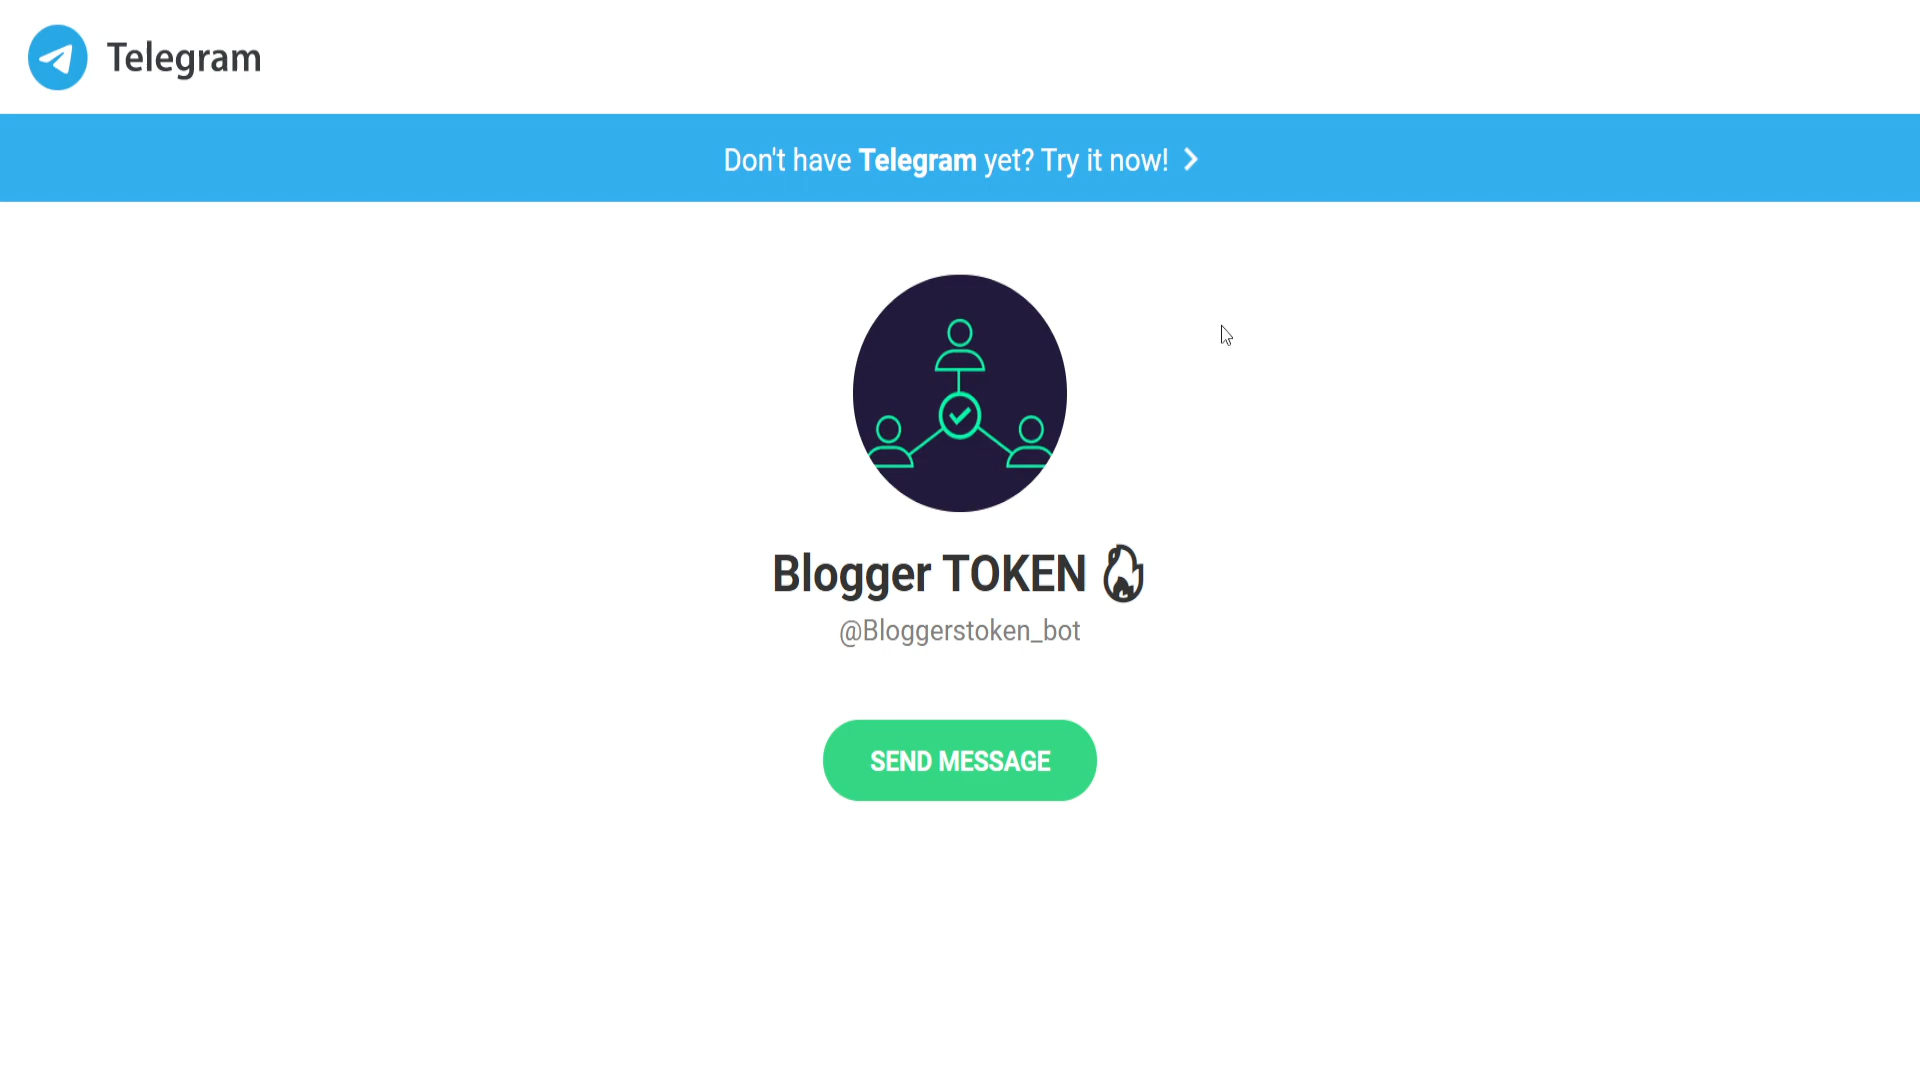 Telegram
Don't have Telegram yet? Try it now!
Blogger TOKEN 🔥
@Bloggerstoken_bot
SEND MESSAGE